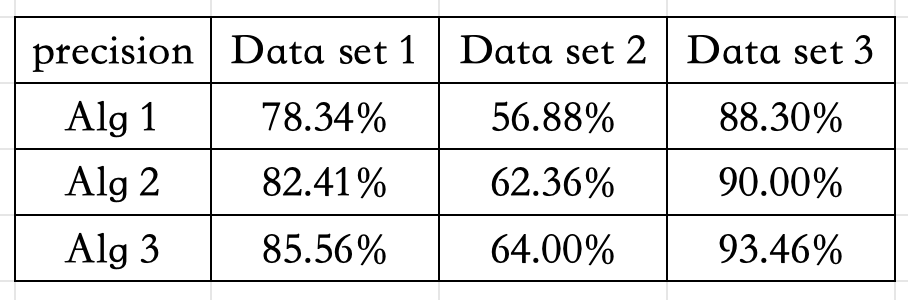 precision Data set 1 Data set 2 Data set 3
Alg 1 78.34% 56.88% 88.30%
Alg 2 82.41% 62.36% 90.00%
Alg 3 85.56% 64.00% 93.46%